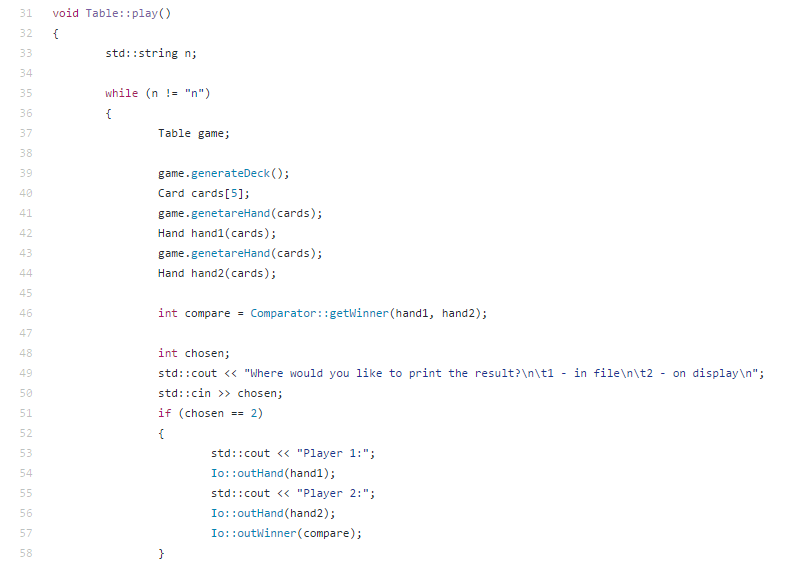 31 void Table::play()
32 {
33 std::string n;
34
35 while (n != "n")
36 {
37 Table game;
38
39 game.generateDeck();
40 Card cards[5];
41 game.genetareHand(cards);
42 Hand hand1(cards);
43 game.genetareHand(cards);
44 Hand hand2(cards);
45
46 int compare = Comparator::getWinner(hand1, hand2);
47
48 int chosen;
49 std::cout << "Where would you like to print the result?\n\t1 - in file\n\t2 - on display\n";
50 std::cin >> chosen;
51 if (chosen == 2)
52 {
53 std::cout << "Player 1:";
54 Io::outHand(hand1);
55 std::cout << "Player 2:";
56 Io::outHand(hand2);
57 Io::outWinner(compare);
58 }